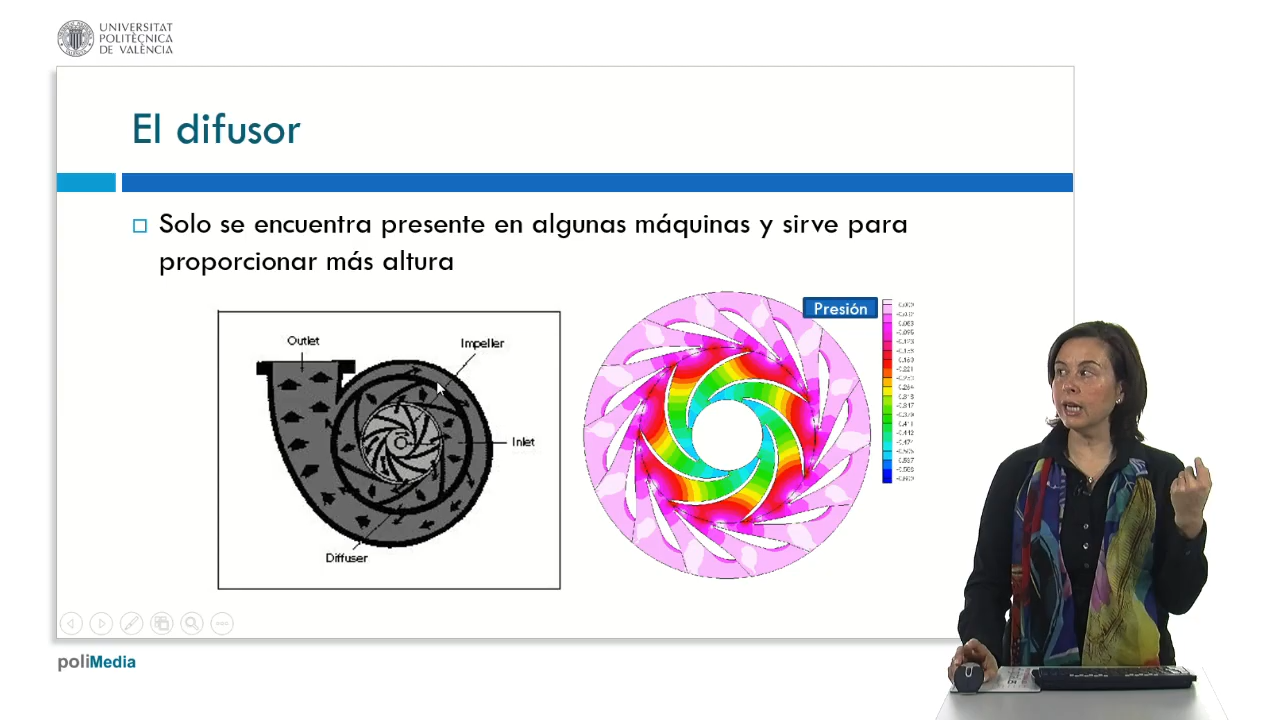 UNIVERSITAT
POLITÈCNICA
DE VALÈNCIA
El difusor
Solo se encuentra presente en algunas máquinas y sirve para
proporcionar más altura
Outlet
Impeller
Inlet
Diffuser
Presión
poliMedia